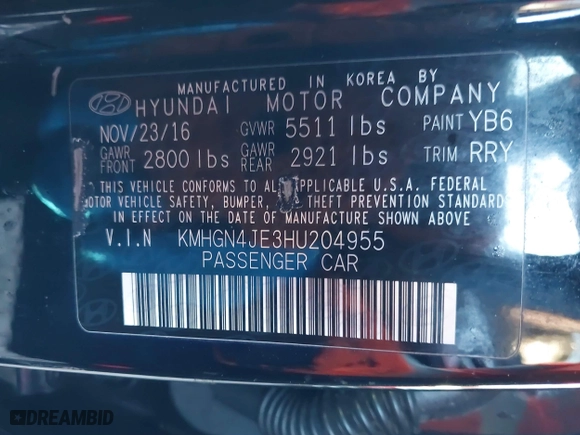 MANUFACTURED IN KOREA BY
HYUNDAI MOTOR COMPANY
NOV/23/16 GVWR 5511 lbs PAINT YB6
GAWR FRONT 2800 lbs GAWR REAR 2921 lbs TRIM RRY
THIS VEHICLE CONFORMS TO AL APPLICABLE U.S.A. FEDERAL
MOTOR VEHICLE SAFETY, BUMPER, THEFT PREVENTION STANDARDS
IN EFFECT ON THE DATE OF MANUFACTURE SHOWN ABOVE.
V.I.N KMHGN4JE3HU204955
PASSENGER CAR
DREAMBID